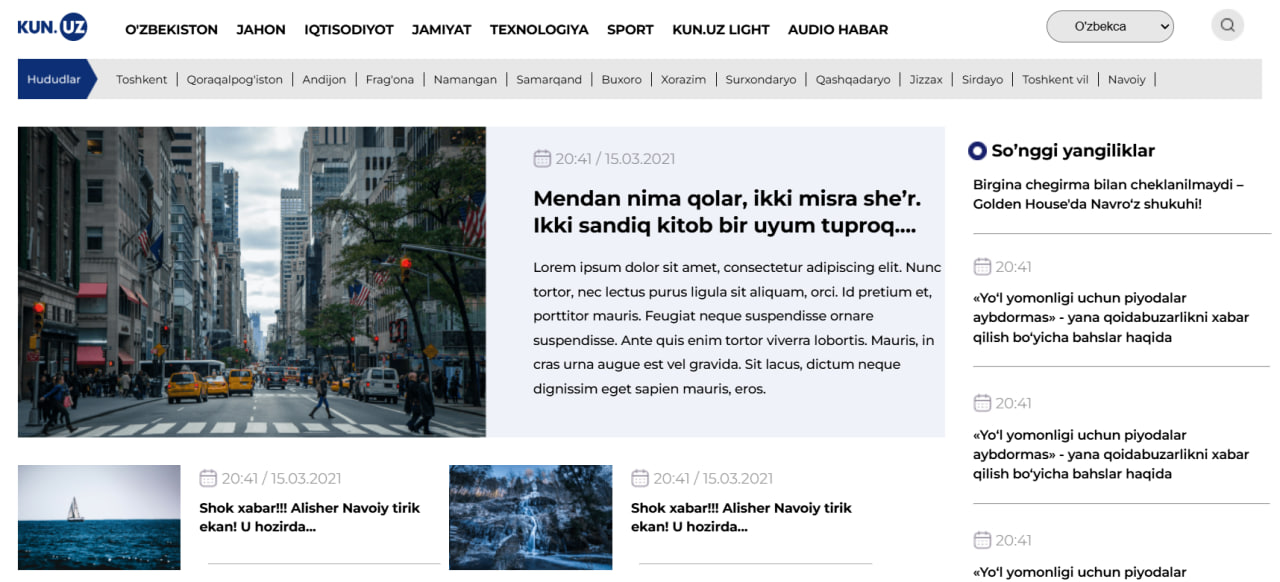 KUN.UZ
O'ZBEKISTON JAHON IQTISODIYOT JAMIYAT TEXNOLOGIYA SPORT KUN.UZ LIGHT AUDIO HABAR
O'zbekca
Hududlar
Toshkent | Qoraqalpog'iston | Andijon | Frag'ona | Namangan | Samarqand | Buxoro | Xorazim | Surxondaryo | Qashqadaryo | Jizzax | Sirdayo | Toshkent vil | Navoiy |
20:41 / 15.03.2021
Mendan nima qolar, ikki misra she’r.
Ikki sandiq kitob bir uyum tuproq....
Lorem ipsum dolor sit amet, consectetur adipiscing elit. Nunc
tortor, nec lectus purus ligula sit aliquam, orci. Id pretium et,
porttitor mauris. Feugiat neque suspendisse ornare
suspendisse. Ante quis enim tortor viverra lobortis. Mauris, in
cras urna augue est vel gravida. Sit lacus, dictum neque
dignissim eget sapien mauris, eros.
20:41 / 15.03.2021
Shok xabar!!! Alisher Navoiy tirik
ekan! U hozirda...
20:41 / 15.03.2021
Shok xabar!!! Alisher Navoiy tirik
ekan! U hozirda...
So’nggi yangiliklar
Birgina chegirma bilan cheklanilmaydi –
Golden House'da Navro‘z shukuhi!
20:41
«Yo‘l yomonligi uchun piyodalar
aybdormas» - yana qoidabuzarlikni xabar
qilish bo‘yicha bahslar haqida
20:41
«Yo‘l yomonligi uchun piyodalar
aybdormas» - yana qoidabuzarlikni xabar
qilish bo‘yicha bahslar haqida
20:41
«Yo‘l yomonligi uchun piyodalar